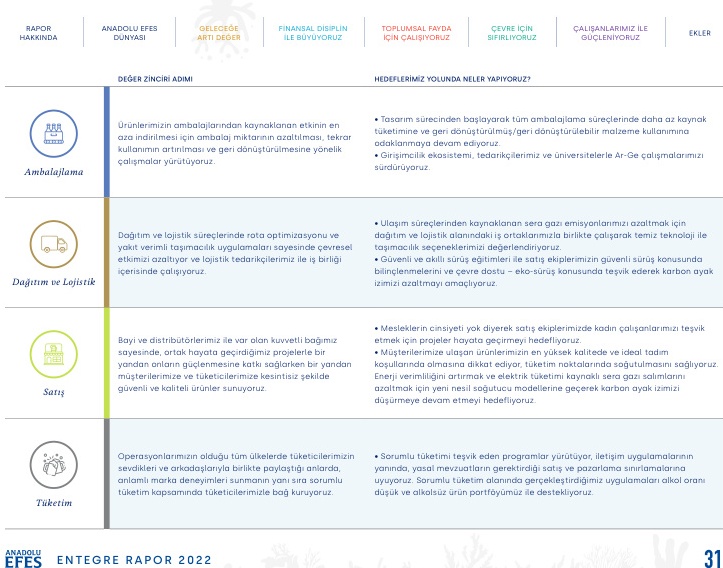 RAPOR
HAKKINDA
ANADOLU EFES
DÜNYASI
GELECEĞE
ARTI DEĞER
FİNANSAL DİSİPLİN
İLE BÜYÜYORUZ
TOPLUMSAL FAYDA
İÇİN ÇALIŞIYORUZ
ÇEVRE İÇİN
SIFIRLIYORUZ
ÇALIŞANLARIMIZ İLE
GÜÇLENİYORUZ
EKLER
DEĞER ZİNCİRİ ADIMI
HEDEFLERİMİZ YOLUNDA NELER YAPIYORUZ?
Ambalajlama
Ürünlerimizin ambalajlarından kaynaklanan etkinin en
aza indirilmesi için ambalaj miktarının azaltılması, tekrar
kullanımın artırılması ve geri dönüştürülmesine yönelik
çalışmalar yürütüyoruz.
• Tasarım sürecinden başlayarak tüm ambalajlama süreçlerinde daha az kaynak
tüketimine ve geri dönüştürülmüş/geri dönüştürülebilir malzeme kullanımına
odaklanmaya devam ediyoruz.
• Girişimcilik ekosistemi, tedarikçilerimiz ve üniversitelerle Ar-Ge çalışmalarımızı
sürdürüyoruz.
Dağıtım ve Lojistik
Dağıtım ve lojistik süreçlerinde rota optimizasyonu ve
yakıt verimli taşımacılık uygulamaları sayesinde çevresel
etkimizi azaltıyor ve lojistik tedarikçilerimiz ile iş birliği
içerisinde çalışıyoruz.
• Ulaşım süreçlerinden kaynaklanan sera gazı emisyonlarımızı azaltmak için
dağıtım ve lojistik alanındaki iş ortaklarımızla birlikte çalışarak temiz teknoloji ile
taşımacılık seçeneklerimizi değerlendiriyoruz.
• Güvenli ve akıllı sürüş eğitimleri ile satış ekiplerimizin güvenli sürüş konusunda
bilinçlenmelerini ve çevre dostu – eko-sürüş konusunda teşvik ederek karbon ayak
izimizi azaltmayı amaçlıyoruz.
Satış
Bayi ve distribütörlerimiz ile var olan kuvvetli bağımız
sayesinde, ortak hayata geçirdiğimiz projelerle bir
yandan onların güçlenmesine katkı sağlarken bir yandan
müşterilerimize ve tüketicilerimize kesintisiz şekilde
güvenli ve kaliteli ürünler sunuyoruz.
• Mesleklerin cinsiyeti yok diyerek satış ekiplerimizde kadın çalışanlarımızı teşvik
etmek için projeler hayata geçirmeyi hedefliyoruz.
• Müşterilerimize ulaşan ürünlerimizin en yüksek kalitede ve ideal tadım
koşullarında olmasına dikkat ediyor, tüketim noktalarında soğutulmasını sağlıyoruz.
Enerji verimliliğini artırmak ve elektrik tüketimi kaynaklı sera gazı salımlarını
azaltmak için yeni nesil soğutucu modellerine geçerek karbon ayak izimizi
düşürmeye devam etmeyi hedefliyoruz.
Tüketim
Operasyonlarımızın olduğu tüm ülkelerde tüketicilerimizin
sevdikleri ve arkadaşlarıyla birlikte paylaştığı anlarda,
anlamlı marka deneyimleri sunmanın yanı sıra sorumlu
tüketim kapsamında tüketicilerimizle bağ kuruyoruz.
• Sorumlu tüketimi teşvik eden programlar yürütüyor, iletişim uygulamalarının
yanında, yasal mevzuatların gerektirdiği satış ve pazarlama sınırlamalarına
uyuyoruz. Sorumlu tüketim alanında gerçekleştirdiğimiz uygulamaları alkol oranı
düşük ve alkolsüz ürün portföyümüz ile destekliyoruz.
ANADOLU
EFES
ENTEGRE RAPOR 2022
31